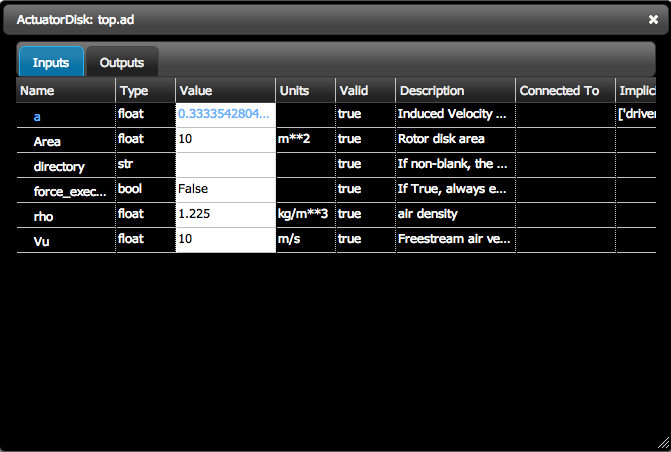 ActuatorDisk: top.ad
Inputs Outputs
Name Type Value Units Valid Description Connected To Implic
a float 0.3333542804... true Induced Velocity ... ['driver
Area float 10 m**2 true Rotor disk area
directory str true If non-blank, the ...
force_exec... bool False true If True, always e...
rho float 1.225 kg/m**3 true air density
Vu float 10 m/s true Freestream air ve...